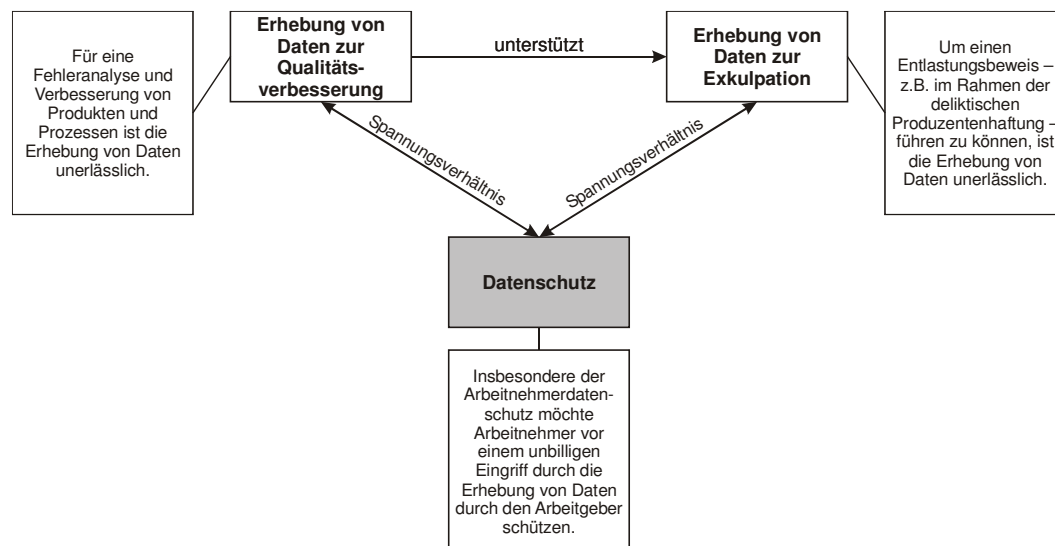 Für eine
Fehleranalyse und
Verbesserung von
Produkten und
Prozessen ist die
Erhebung von Daten
unerlässlich.
Erhebung von
Daten zur
Qualitäts-
verbesserung
unterstützt
Erhebung von
Daten zur
Exkulpation
Um einen
Entlastungsbeweis –
z.B. im Rahmen der
deliktischen
Produzentenhaftung –
führen zu können, ist
die Erhebung von
Daten unerlässlich.
Spannungsverhältnis
Spannungsverhältnis
Datenschutz
Insbesondere der
Arbeitnehmerdaten-
schutz möchte
Arbeitnehmer vor
einem unbilligen
Eingriff durch die
Erhebung von Daten
durch den Arbeitgeber
schützen.